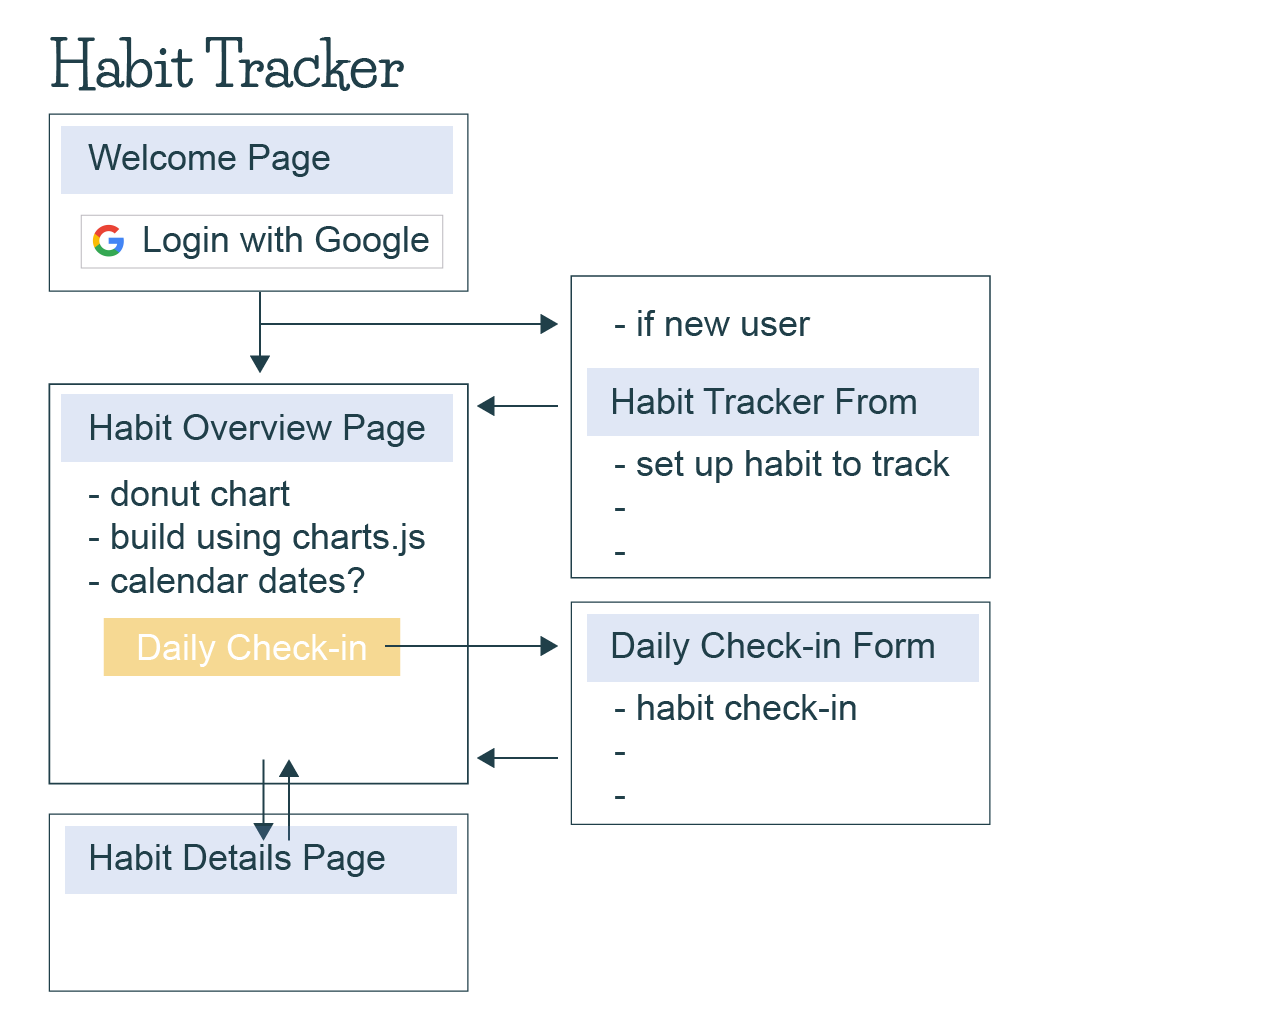 Habit Tracker
Welcome Page
Login with Google
- if new user
Habit Tracker From
- set up habit to track
-
-
Habit Overview Page
- donut chart
- build using charts.js
- calendar dates?
Daily Check-in
Daily Check-in Form
- habit check-in
-
-
Habit Details Page